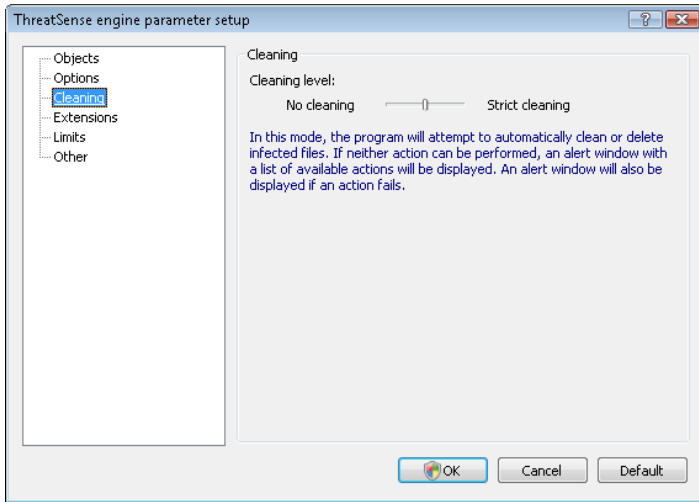 ThreatSense engine parameter setup
Objects
Options
Cleaning
Extensions
Limits
Other
Cleaning
Cleaning level:
No cleaning Strict cleaning
In this mode, the program will attempt to automatically clean or delete
infected files. If neither action can be performed, an alert window with
a list of available actions will be displayed. An alert window will also be
displayed if an action fails.
OK Cancel Default